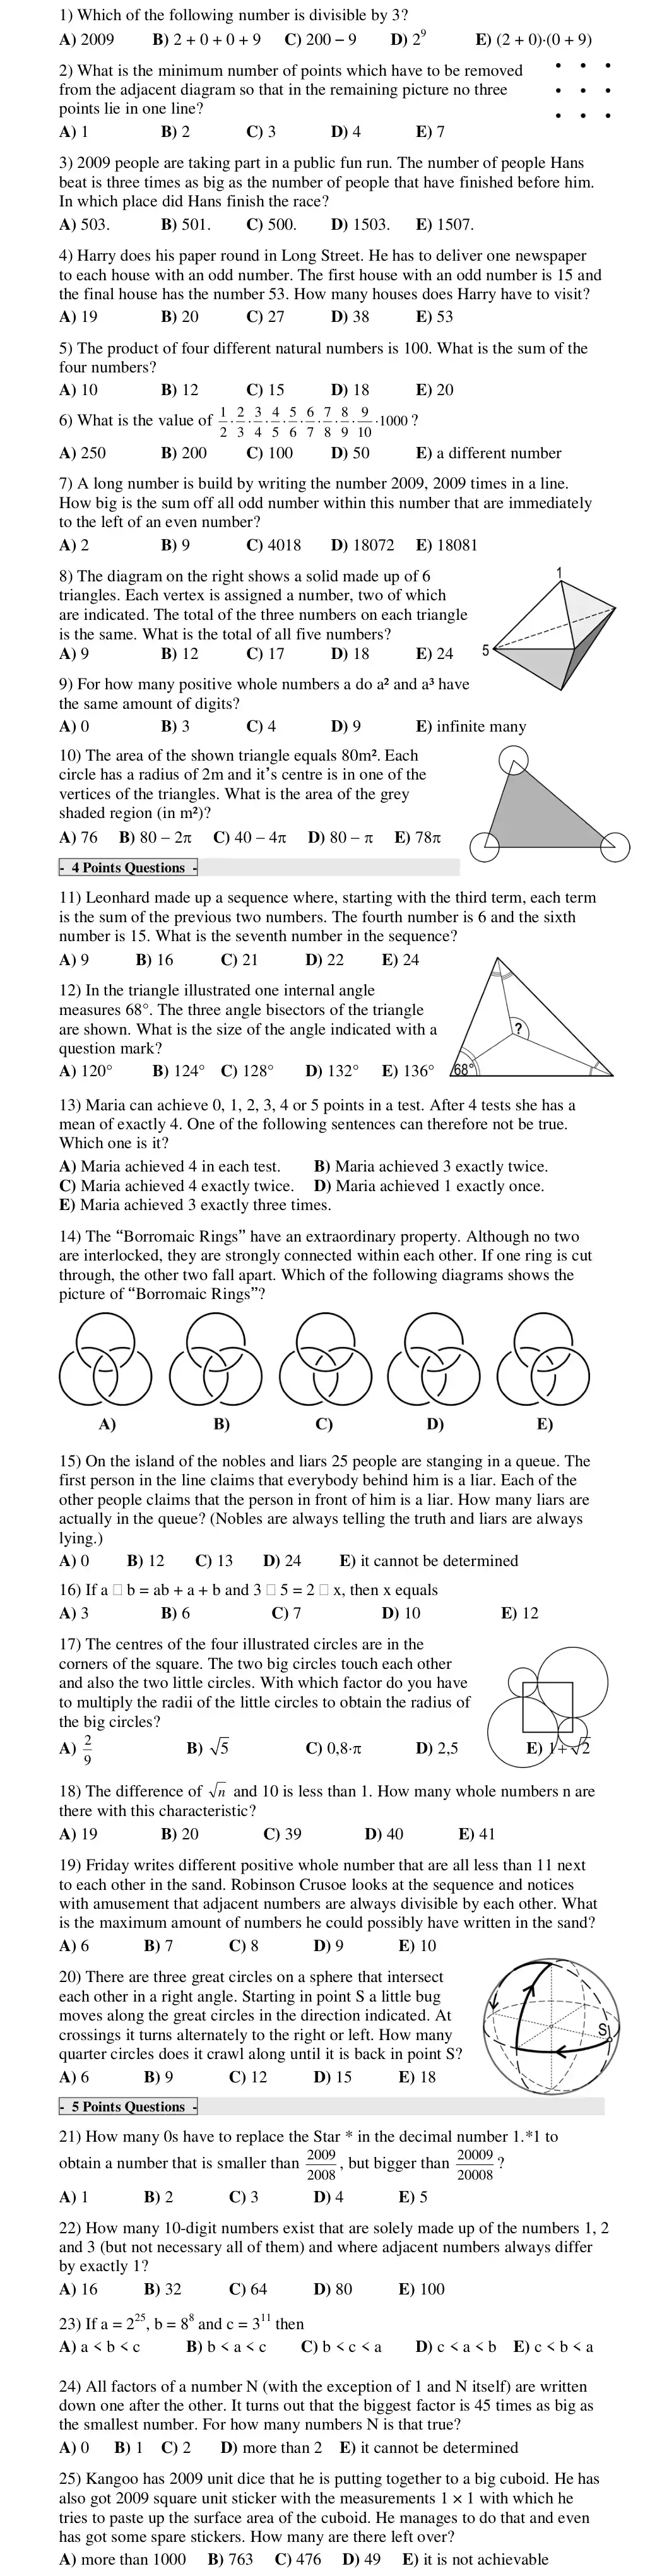 1) Which of the following number is divisible by 3?
A) 2009 B) 2 + 0 + 0 + 9 C) 200 – 9 D) 2⁹ E) (2 + 0)·(0 + 9)
2) What is the minimum number of points which have to be removed
from the adjacent diagram so that in the remaining picture no three
points lie in one line?
A) 1 B) 2 C) 3 D) 4 E) 7
3) 2009 people are taking part in a public fun run. The number of people Hans
beat is three times as big as the number of people that have finished before him.
In which place did Hans finish the race?
A) 503. B) 501. C) 500. D) 1503. E) 1507.
4) Harry does his paper round in Long Street. He has to deliver one newspaper
to each house with an odd number. The first house with an odd number is 15 and
the final house has the number 53. How many houses does Harry have to visit?
A) 19 B) 20 C) 27 D) 38 E) 53
5) The product of four different natural numbers is 100. What is the sum of the
four numbers?
A) 10 B) 12 C) 15 D) 18 E) 20
6) What is the value of 1/2 · 2/3 · 3/4 · 4/5 · 5/6 · 6/7 · 7/8 · 8/9 · 9/10 ·1000 ?
A) 250 B) 200 C) 100 D) 50 E) a different number
7) A long number is build by writing the number 2009, 2009 times in a line.
How big is the sum off all odd number within this number that are immediately
to the left of an even number?
A) 2 B) 9 C) 4018 D) 18072 E) 18081
8) The diagram on the right shows a solid made up of 6
triangles. Each vertex is assigned a number, two of which
are indicated. The total of the three numbers on each triangle
is the same. What is the total of all five numbers?
A) 9 B) 12 C) 17 D) 18 E) 24
1
5
9) For how many positive whole numbers a do a² and a³ have
the same amount of digits?
A) 0 B) 3 C) 4 D) 9 E) infinite many
10) The area of the shown triangle equals 80m². Each
circle has a radius of 2m and it's centre is in one of the
vertices of the triangles. What is the area of the grey
shaded region (in m²)?
A) 76 B) 80 – 2π C) 40 – 4π D) 80 – π E) 78π
- 4 Points Questions -
11) Leonhard made up a sequence where, starting with the third term, each term
is the sum of the previous two numbers. The fourth number is 6 and the sixth
number is 15. What is the seventh number in the sequence?
A) 9 B) 16 C) 21 D) 22 E) 24
12) In the triangle illustrated one internal angle
measures 68°. The three angle bisectors of the triangle
are shown. What is the size of the angle indicated with a
question mark?
A) 120° B) 124° C) 128° D) 132° E) 136°
?
68°
13) Maria can achieve 0, 1, 2, 3, 4 or 5 points in a test. After 4 tests she has a
mean of exactly 4. One of the following sentences can therefore not be true.
Which one is it?
A) Maria achieved 4 in each test. B) Maria achieved 3 exactly twice.
C) Maria achieved 4 exactly twice. D) Maria achieved 1 exactly once.
E) Maria achieved 3 exactly three times.
14) The “Borromaic Rings” have an extraordinary property. Although no two
are interlocked, they are strongly connected within each other. If one ring is cut
through, the other two fall apart. Which of the following diagrams shows the
picture of “Borromaic Rings”?
A) B) C) D) E)
15) On the island of the nobles and liars 25 people are stanging in a queue. The
first person in the line claims that everybody behind him is a liar. Each of the
other people claims that the person in front of him is a liar. How many liars are
actually in the queue? (Nobles are always telling the truth and liars are always
lying.)
A) 0 B) 12 C) 13 D) 24 E) it cannot be determined
16) If a □ b = ab + a + b and 3 □ 5 = 2 □ x, then x equals
A) 3 B) 6 C) 7 D) 10 E) 12
17) The centres of the four illustrated circles are in the
corners of the square. The two big circles touch each other
and also the two little circles. With which factor do you have
to multiply the radii of the little circles to obtain the radius of
the big circles?
A) 2/9 B) √5 C) 0,8·π D) 2,5 E) 1+√2
18) The difference of √n and 10 is less than 1. How many whole numbers n are
there with this characteristic?
A) 19 B) 20 C) 39 D) 40 E) 41
19) Friday writes different positive whole number that are all less than 11 next
to each other in the sand. Robinson Crusoe looks at the sequence and notices
with amusement that adjacent numbers are always divisible by each other. What
is the maximum amount of numbers he could possibly have written in the sand?
A) 6 B) 7 C) 8 D) 9 E) 10
20) There are three great circles on a sphere that intersect
each other in a right angle. Starting in point S a little bug
moves along the great circles in the direction indicated. At
crossings it turns alternately to the right or left. How many
quarter circles does it crawl along until it is back in point S?
A) 6 B) 9 C) 12 D) 15 E) 18
S
- 5 Points Questions -
21) How many 0s have to replace the Star * in the decimal number 1.*1 to
obtain a number that is smaller than 2009/2008, but bigger than 20009/20008?
A) 1 B) 2 C) 3 D) 4 E) 5
22) How many 10-digit numbers exist that are solely made up of the numbers 1, 2
and 3 (but not necessary all of them) and where adjacent numbers always differ
by exactly 1?
A) 16 B) 32 C) 64 D) 80 E) 100
23) If a = 2²⁵, b = 8⁸ and c = 3¹¹ then
A) a < b < c B) b < a < c C) b < c < a D) c < a < b E) c < b < a
24) All factors of a number N (with the exception of 1 and N itself) are written
down one after the other. It turns out that the biggest factor is 45 times as big as
the smallest number. For how many numbers N is that true?
A) 0 B) 1 C) 2 D) more than 2 E) it cannot be determined
25) Kangoo has 2009 unit dice that he is putting together to a big cuboid. He has
also got 2009 square unit sticker with the measurements 1 × 1 with which he
tries to paste up the surface area of the cuboid. He manages to do that and even
has got some spare stickers. How many are there left over?
A) more than 1000 B) 763 C) 476 D) 49 E) it is not achievable